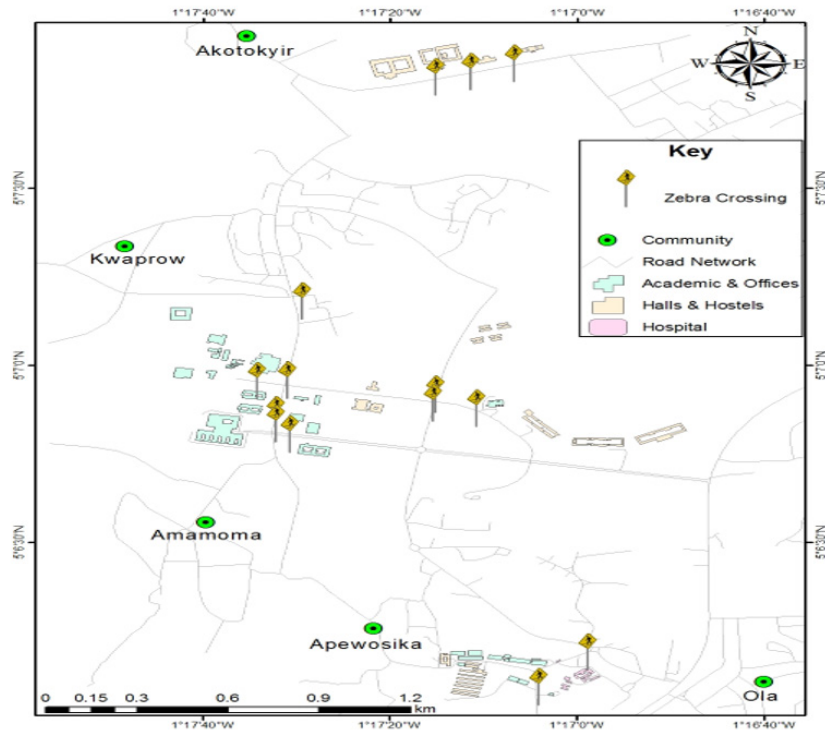 1°17'40"W 1°17'20"W 1°17'0"W 1°16'40"W
Akotokyir
N
W E
S
Key
Zebra Crossing
Community
Road Network
Academic & Offices
Halls & Hostels
Hospital
5°7'30"N 5°7'30"N
Kwaprow
5°7'0"N 5°7'0"N
Amamoma
5°6'30"N 5°6'30"N
Apewosika
Ola
0 0.15 0.3 0.6 0.9 1.2
km
1°17'40"W 1°17'20"W 1°17'0"W 1°16'40"W